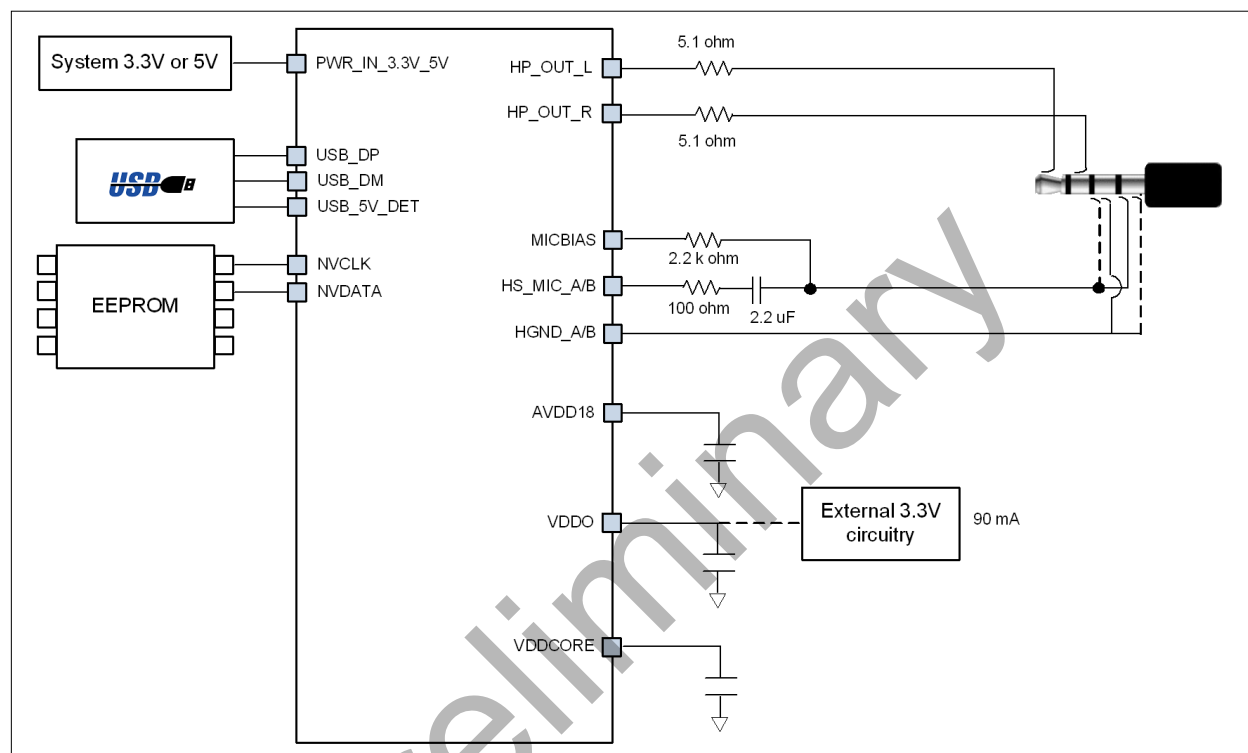 System 3.3V or 5V
PWR_IN_3.3V_5V
USB
USB_DP
USB_DM
USB_5V_DET
EEPROM
NVCLK
NVDATA
HP_OUT_L
5.1 ohm
HP_OUT_R
5.1 ohm
MICBIAS
2.2 k ohm
HS_MIC_A/B
100 ohm
2.2 uF
HGND_A/B
AVDD18
VDDO
External 3.3V
circuitry
90 mA
VDDCORE
reliminary